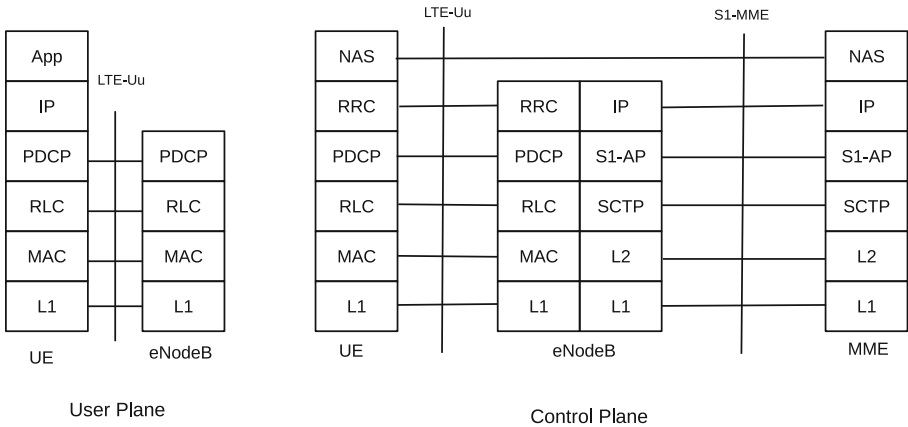 LTE-Uu
S1-MME
App
NAS
NAS
LTE-Uu
IP
RRC
RRC
IP
IP
PDCP
PDCP
PDCP
PDCP
S1-AP
S1-AP
RLC
RLC
RLC
RLC
SCTP
SCTP
MAC
MAC
MAC
MAC
L2
L2
L1
L1
L1
L1
L1
L1
UE
eNodeB
UE
eNodeB
MME
User Plane
Control Plane